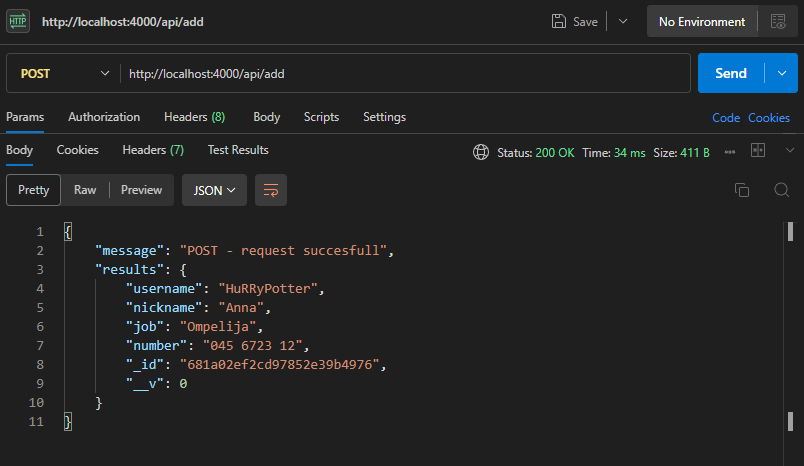 HTTP http://localhost:4000/api/add Save No Environment
POST http://localhost:4000/api/add Send
Params Authorization Headers (8) Body Scripts Settings Code Cookies
Body Cookies Headers (7) Test Results Status: 200 OK Time: 34 ms Size: 411 B
Pretty Raw Preview JSON
1 {
2 "message": "POST - request succesfull",
3 "results": {
4 "username": "HuRRyPotter",
5 "nickname": "Anna",
6 "job": "Ompelija",
7 "number": "045 6723 12",
8 "_id": "681a02ef2cd97852e39b4976",
9 "__v": 0
10 }
11 }